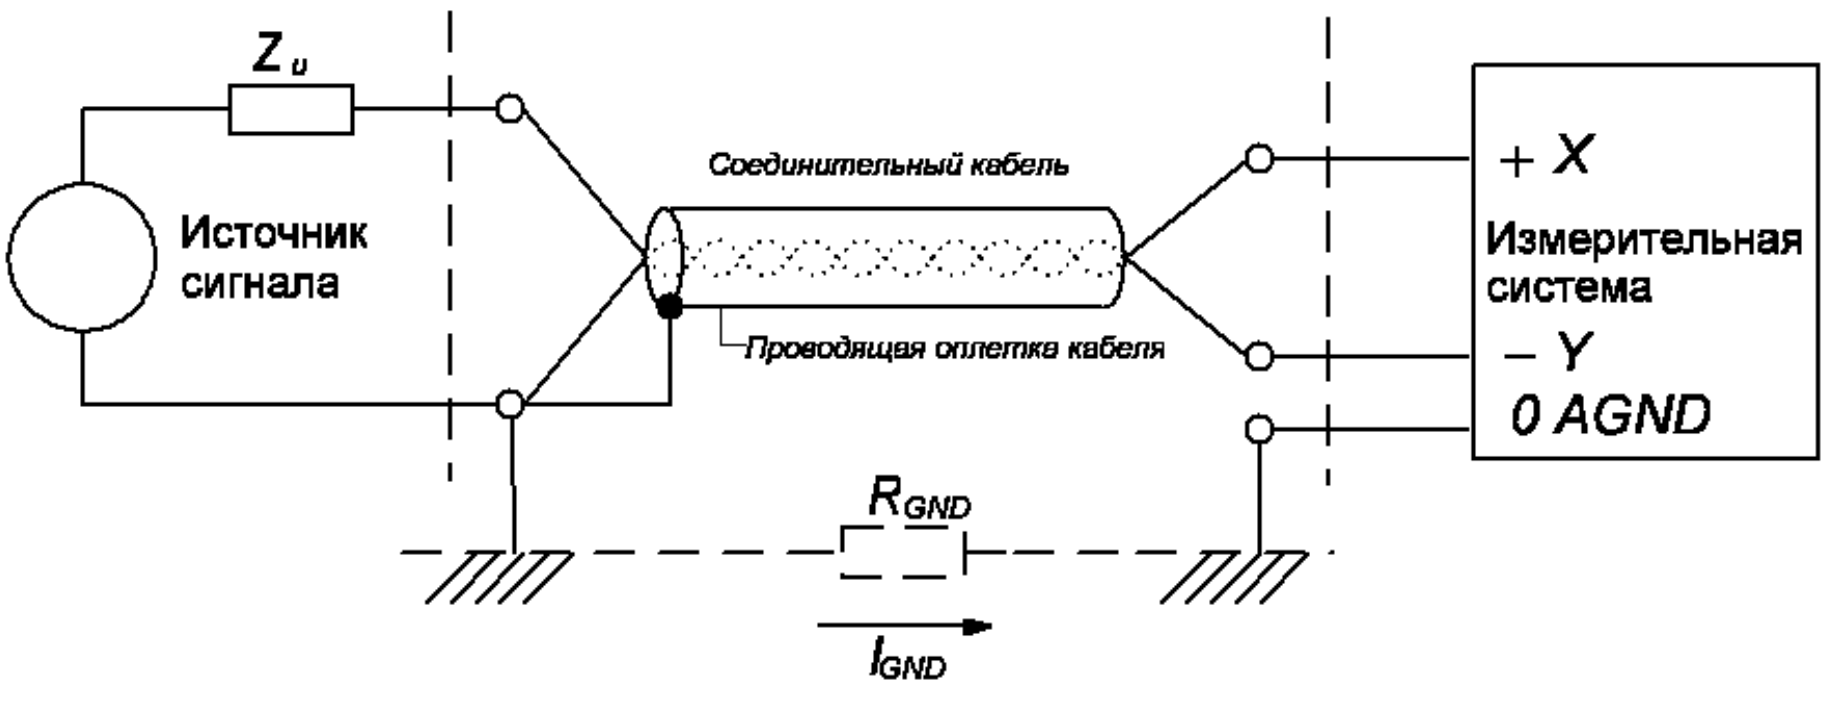 Z и
Источник
сигнала
Соединительный кабель
Проводящая оплетка кабеля
+ X
Измерительная
система
− Y
0 AGND
RGND
IGND